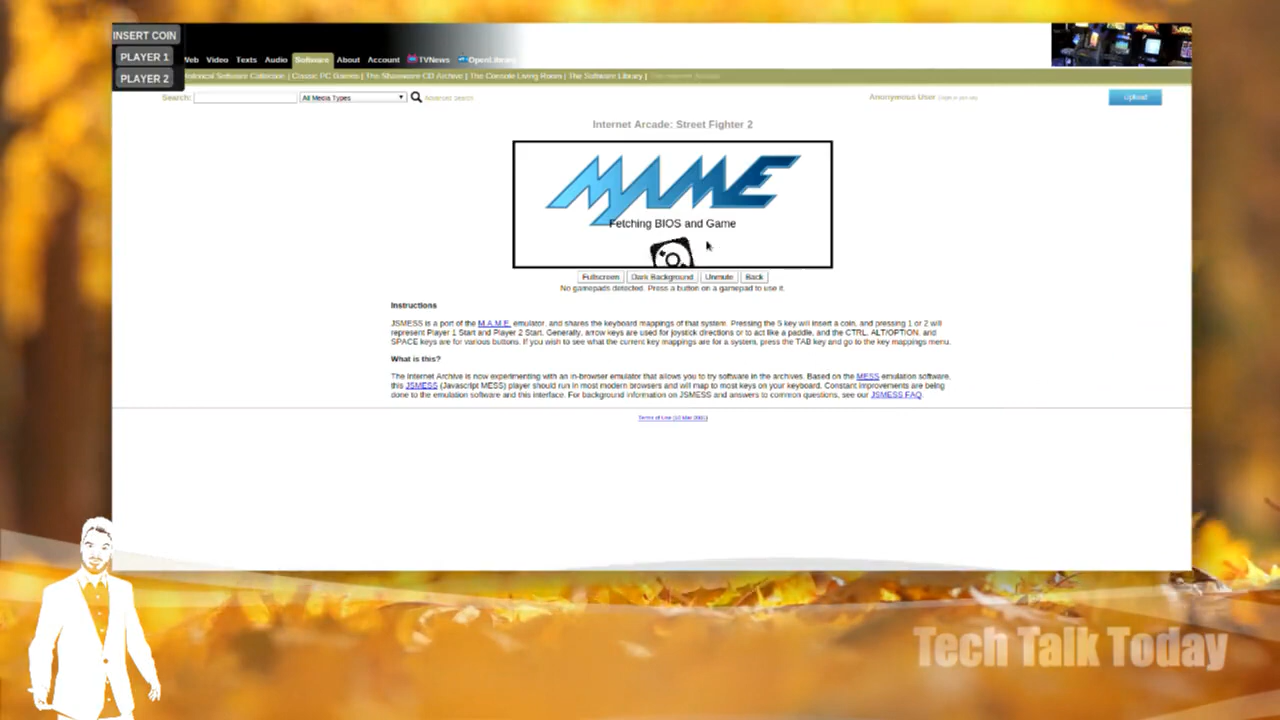 INSERT COIN
PLAYER 1
PLAYER 2
Web Video Texts Audio Software About Account TVNews OpenLibrary
Historical Software Collection | Classic PC Games | The Shareware CD Archive | The Console Living Room | The Software Library |
Search: All Media Types Advanced Search
Anonymous User
Upload
Internet Arcade: Street Fighter 2
MAME
Fetching BIOS and Game
Fullscreen Dark Background Unmute Back
No gamepads detected. Press a button on a gamepad to use it.
Instructions
JSMESS is a port of the M.A.M.E. emulator, and shares the keyboard mappings of that system. Pressing the 5 key will insert a coin, and pressing 1 or 2 will
represent Player 1 Start and Player 2 Start. Generally, arrow keys are used for joystick directions or to act like a paddle, and the CTRL, ALT/OPTION, and
SPACE keys are for various buttons. If you wish to see what the current key mappings are for a system, press the TAB key and go to the key mappings menu.
What is this?
The Internet Archive is now experimenting with an in-browser emulator that allows you to try software in the archives. Based on the MESS emulation software,
this JSMESS (Javascript MESS) player should run in most modern browsers and will map to most keys on your keyboard. Constant improvements are being
done to the emulation software and this interface. For background information on JSMESS and answers to common questions, see our JSMESS FAQ.
Terms of Use (10 Mar 2001)
Tech Talk Today